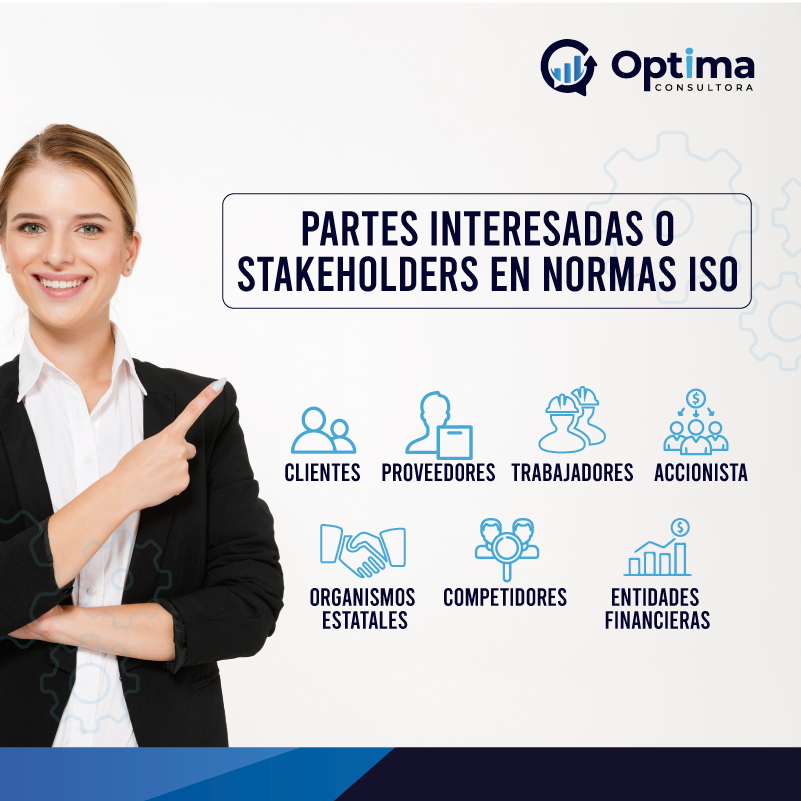 Optima
CONSULTORA
PARTES INTERESADAS O
STAKEHOLDERS EN NORMAS ISO
CLIENTES
PROVEEDORES
TRABAJADORES
ACCIONISTA
ORGANISMOS
ESTATALES
COMPETIDORES
ENTIDADES
FINANCIERAS